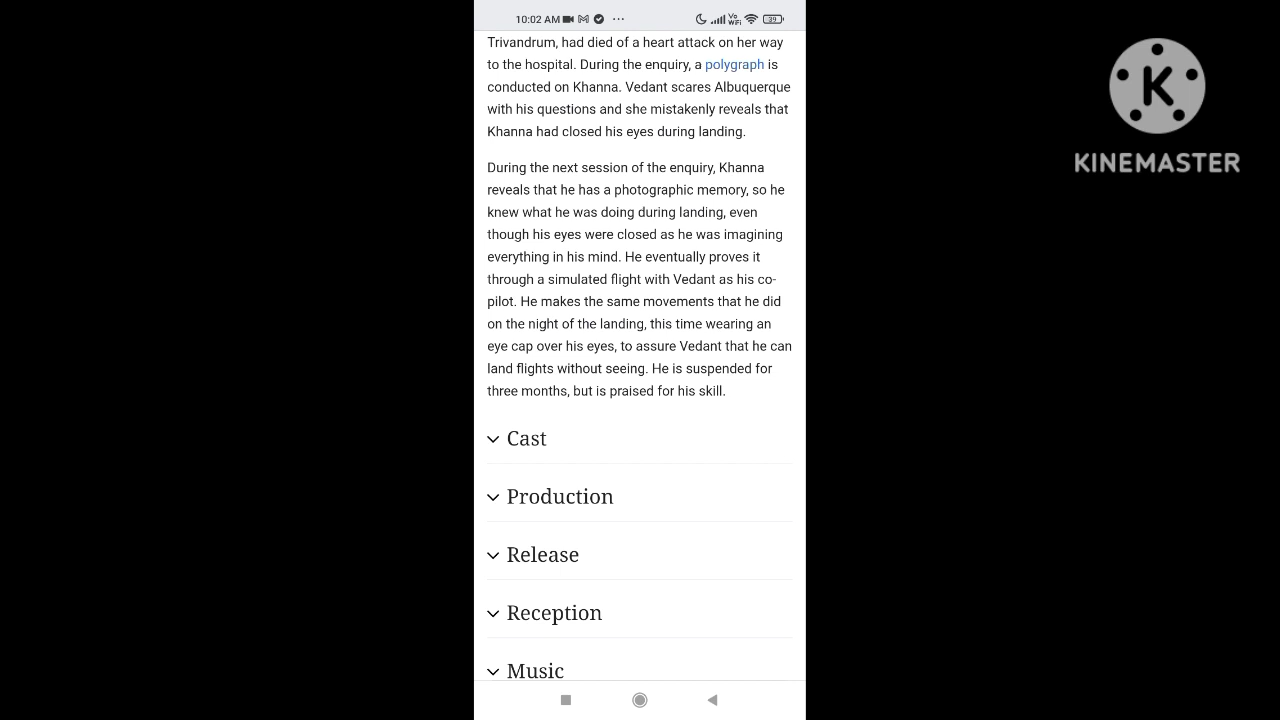 10:02 AM
Vo
WiFi
39
Trivandrum, had died of a heart attack on her way
to the hospital. During the enquiry, a polygraph is
conducted on Khanna. Vedant scares Albuquerque
with his questions and she mistakenly reveals that
Khanna had closed his eyes during landing.
During the next session of the enquiry, Khanna
reveals that he has a photographic memory, so he
knew what he was doing during landing, even
though his eyes were closed as he was imagining
everything in his mind. He eventually proves it
through a simulated flight with Vedant as his co-
pilot. He makes the same movements that he did
on the night of the landing, this time wearing an
eye cap over his eyes, to assure Vedant that he can
land flights without seeing. He is suspended for
three months, but is praised for his skill.
Cast
Production
Release
Reception
Music
K
KINEMASTER